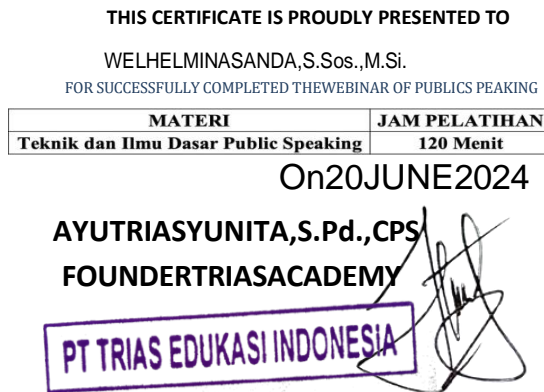 THIS CERTIFICATE IS PROUDLY PRESENTED TO
WELHELMINASANDA,S.Sos.,M.Si.
FOR SUCCESSFULLY COMPLETED THEWEBINAR OF PUBLICS PEAKING
MATERI JAM PELATIHAN
Teknik dan Ilmu Dasar Public Speaking 120 Menit
On20JUNE2024
AYUTRIASYUNITA,S.Pd.,CPS
FOUNDERTRIASACADEMY
PT TRIAS EDUKASI INDONESIA